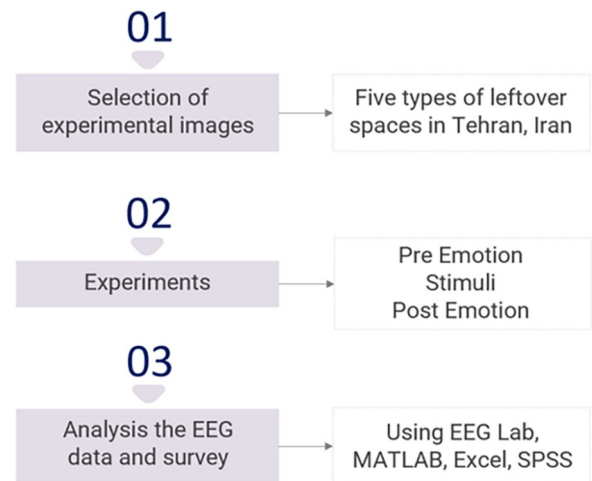 01
Selection of
experimental images
Five types of leftover
spaces in Tehran, Iran
02
Experiments
Pre Emotion
Stimuli
Post Emotion
03
Analysis the EEG
data and survey
Using EEG Lab,
MATLAB, Excel, SPSS